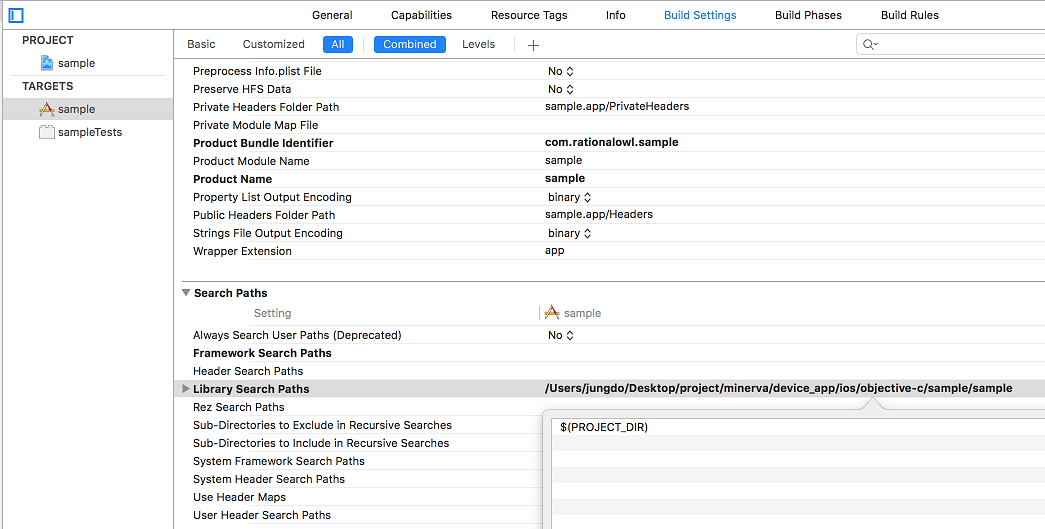 General Capabilities Resource Tags Info Build Settings Build Phases Build Rules
PROJECT
sample
TARGETS
sample
sampleTests
Basic Customized All Combined Levels +
Preprocess Info.plist File No
Preserve HFS Data No
Private Headers Folder Path sample.app/PrivateHeaders
Private Module Map File
Product Bundle Identifier com.rationalowl.sample
Product Module Name sample
Product Name sample
Property List Output Encoding binary
Public Headers Folder Path sample.app/Headers
Strings File Output Encoding binary
Wrapper Extension app
Search Paths
Setting sample
Always Search User Paths (Deprecated) No
Framework Search Paths
Header Search Paths
Library Search Paths /Users/jungdo/Desktop/project/minerva/device_app/ios/objective-c/sample/sample
Rez Search Paths
$(PROJECT_DIR)
Sub-Directories to Exclude in Recursive Searches
Sub-Directories to Include in Recursive Searches
System Framework Search Paths
System Header Search Paths
Use Header Maps
User Header Search Paths